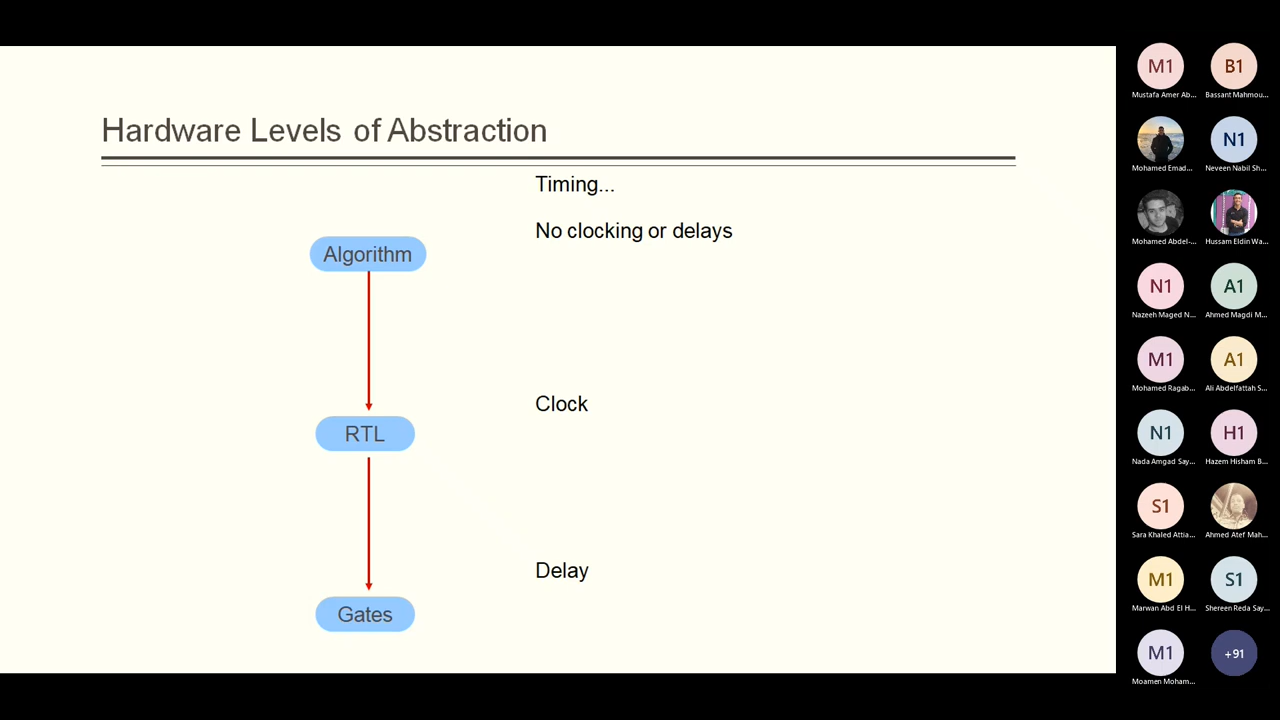 Hardware Levels of Abstraction
Timing...
No clocking or delays
Algorithm
Clock
RTL
Delay
Gates
M1
B1
Mustafa Amer Ab...
Bassant Mahmou...
N1
Mohamed Emad...
Neveen Nabil Sh...
Mohamed Abdel-...
Hussam Eldin Wa...
N1
A1
Nazeeh Maged N...
Ahmed Magdi M...
M1
A1
Mohamed Ragab...
Ali Abdelfattah S...
N1
H1
Nada Amgad Say...
Hazem Hisham B...
S1
Sara Khaled Attia...
Ahmed Atef Mah...
M1
S1
Marwan Abd El H...
Shereen Reda Say...
M1
+91
Moamen Moham...